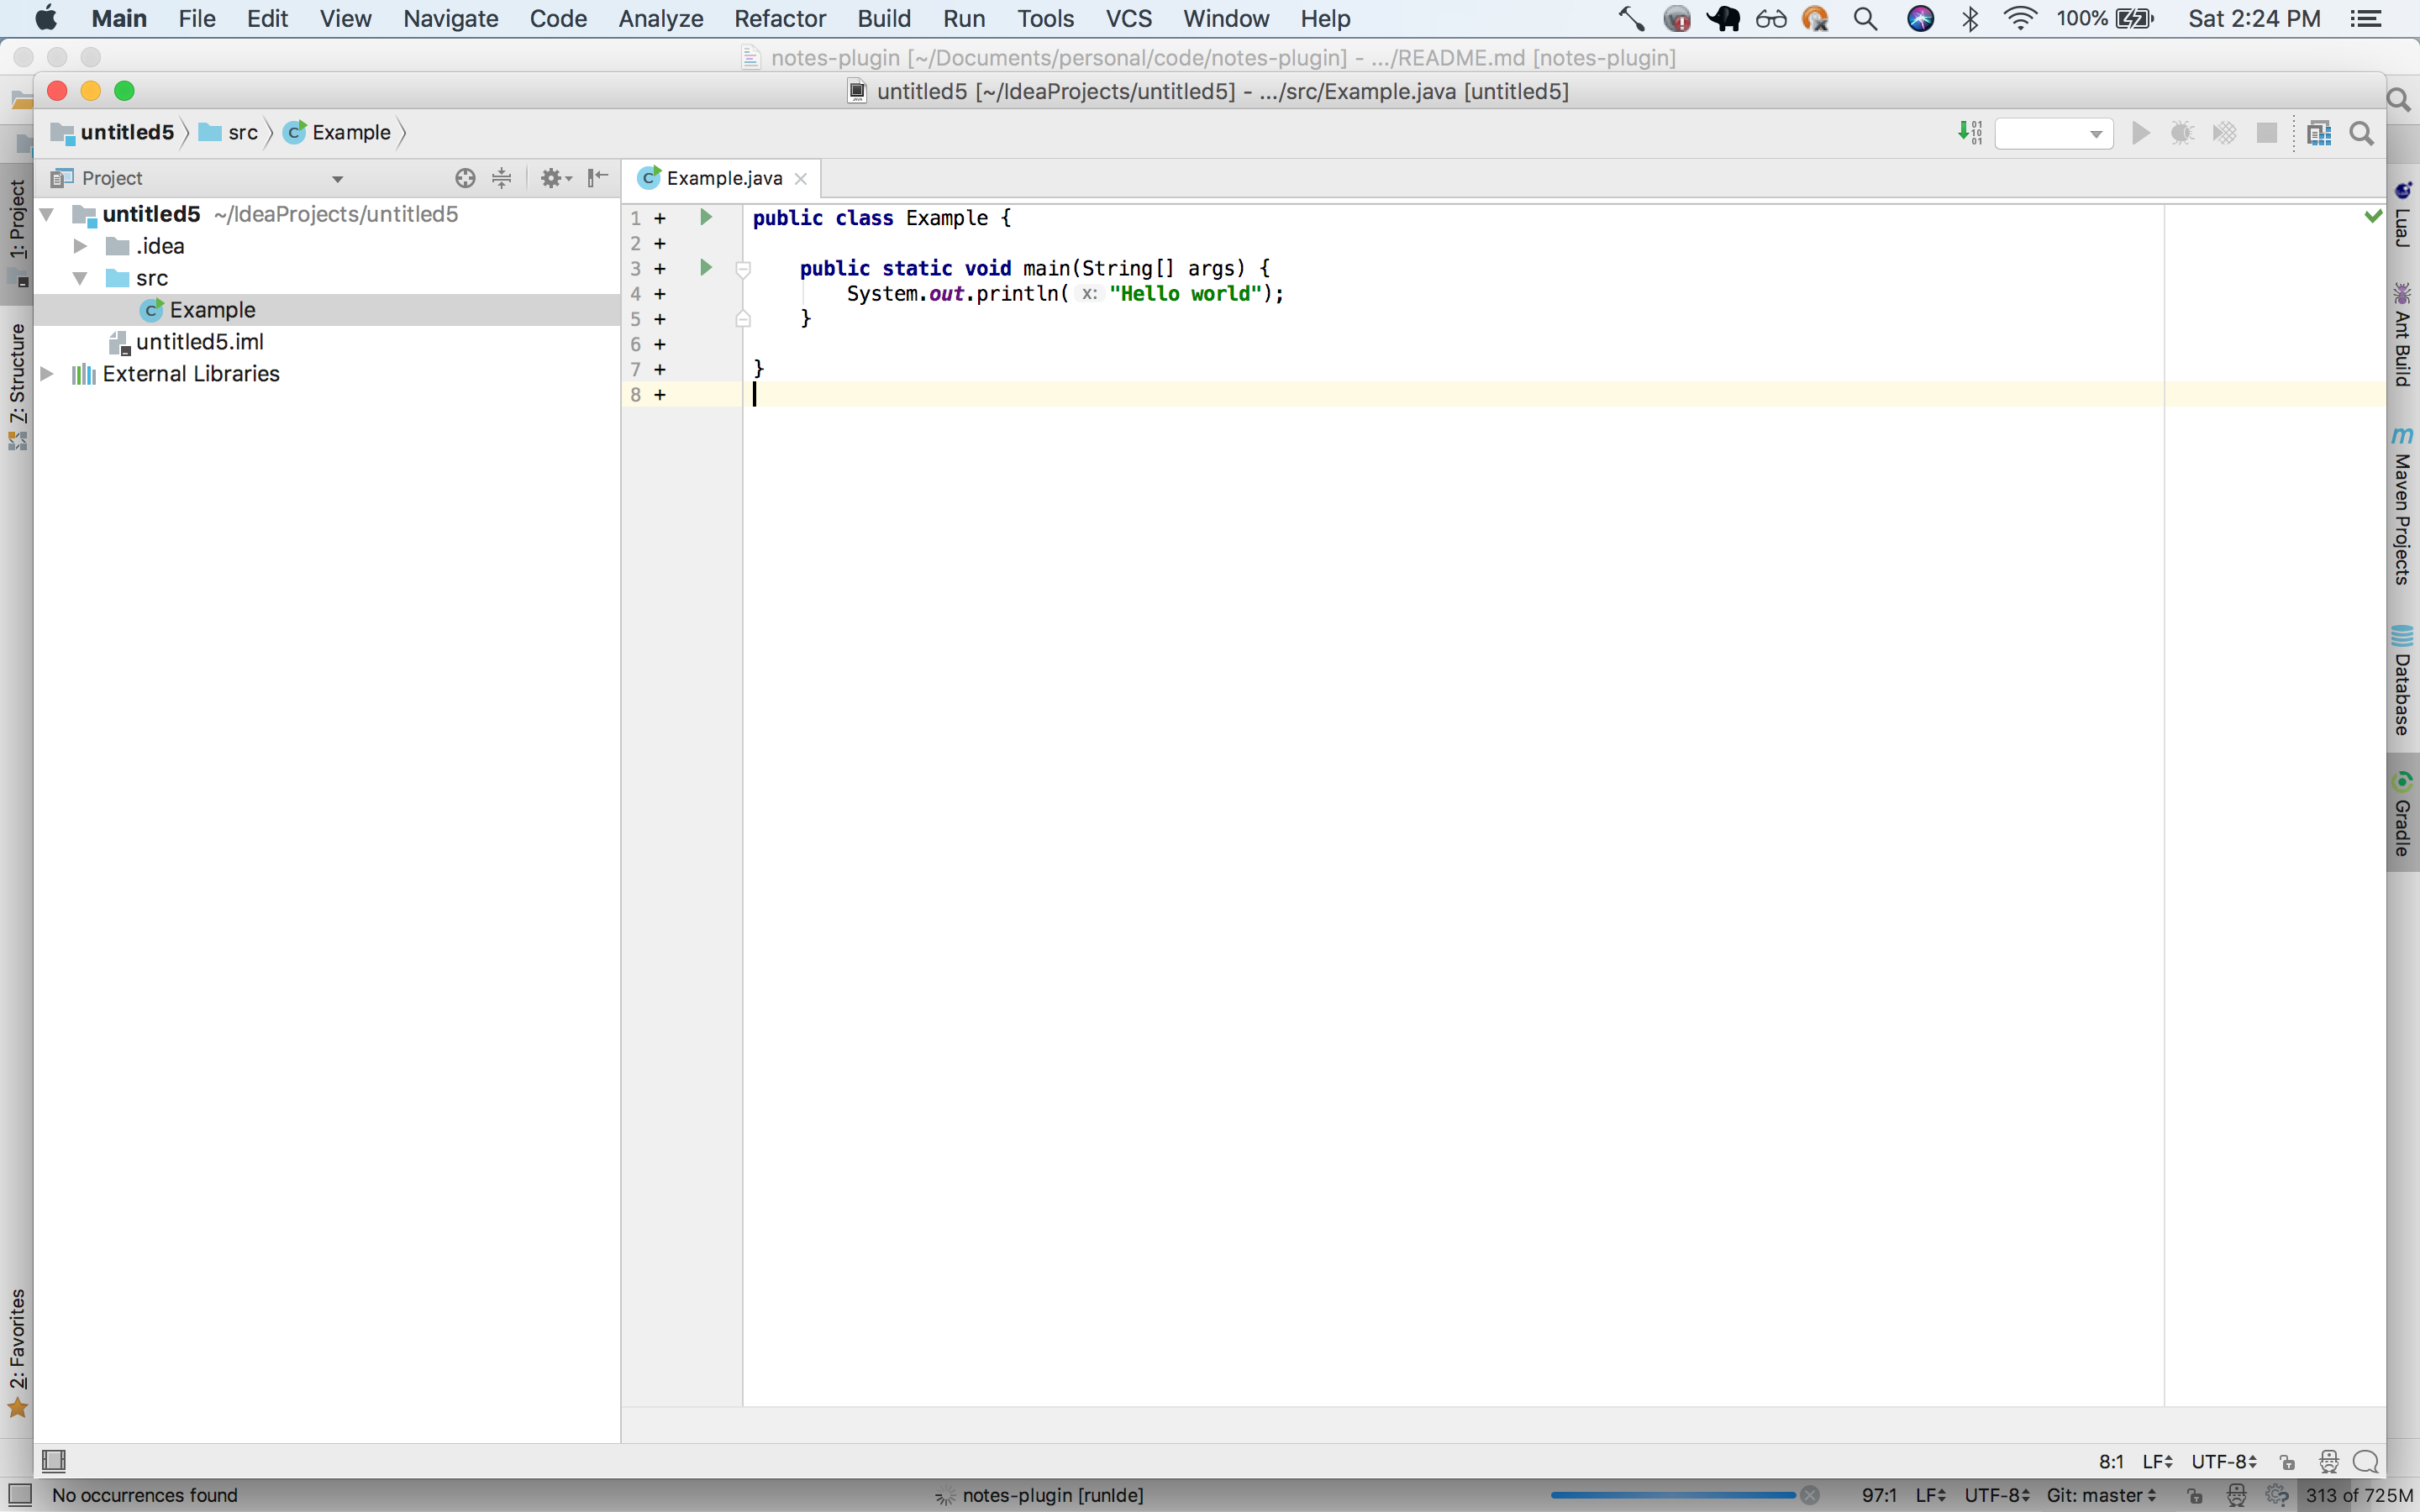 Main File Edit View Navigate Code Analyze Refactor Build Run Tools VCS Window Help 100% Sat 2:24 PM
notes-plugin [~/Documents/personal/code/notes-plugin] - .../README.md [notes-plugin]
untitled5 [~/IdeaProjects/untitled5] - .../src/Example.java [untitled5]
untitled5 src Example
Project
Example.java
untitled5 ~/IdeaProjects/untitled5
.idea
src
Example
untitled5.iml
External Libraries
1 + public class Example {
2 +
3 + public static void main(String[] args) {
4 + System.out.println( x: "Hello world");
5 + }
6 +
7 + }
8 +
1: Project
7: Structure
2: Favorites
LuaJ
Ant Build
Maven Projects
Database
Gradle
8:1 LF UTF-8
No occurrences found
notes-plugin [runIde]
97:1 LF UTF-8 Git: master 313 of 725M